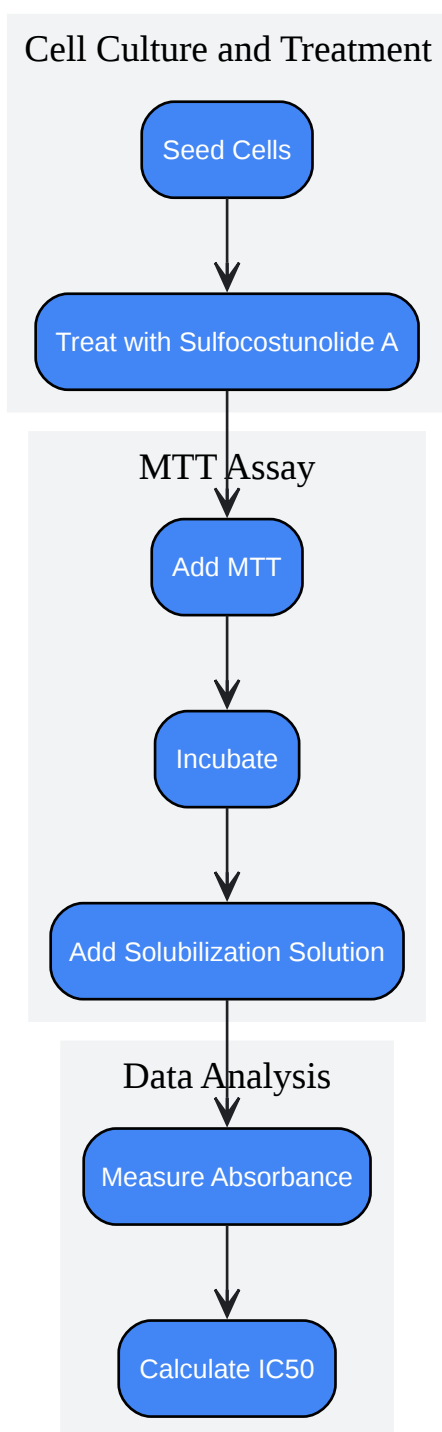 Cell Culture and Treatment
Seed Cells
Treat with Sulfocostunolide A
MTT Assay
Add MTT
Incubate
Add Solubilization Solution
Data Analysis
Measure Absorbance
Calculate IC50